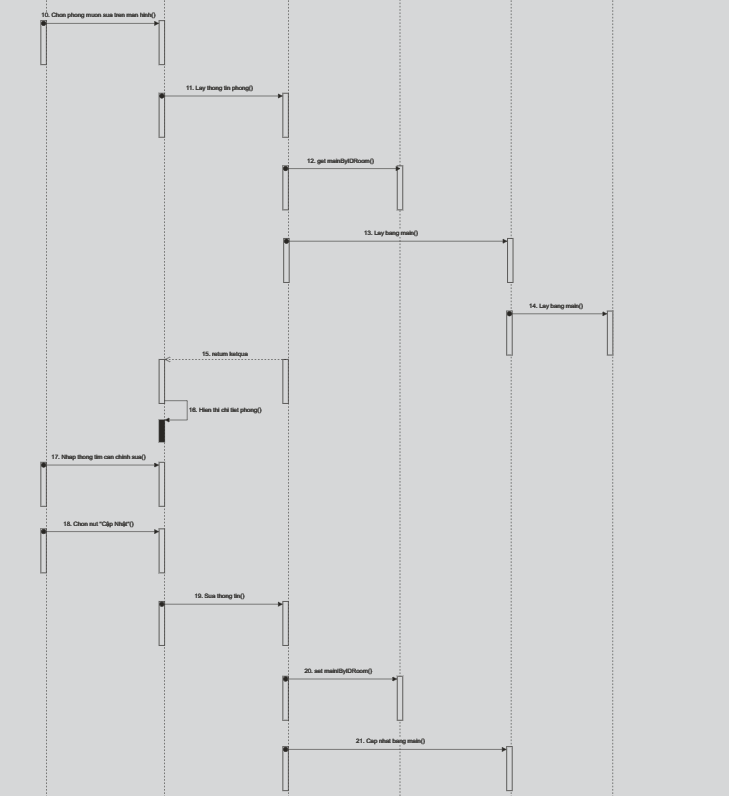 10. Chon phong muon sua tren man hinh()
11. Lay thong tin phong()
12. get mainByIDRoom()
13. Lay bang main()
14. Lay bang main()
15. return ketqua
16. Hien thi chi tiet phong()
17. Nhap thong tim can chinh sua()
18. Chon nut "Cập Nhật"()
19. Sua thong tin()
20. set mainByIDRoom()
21. Cap nhat bang main()